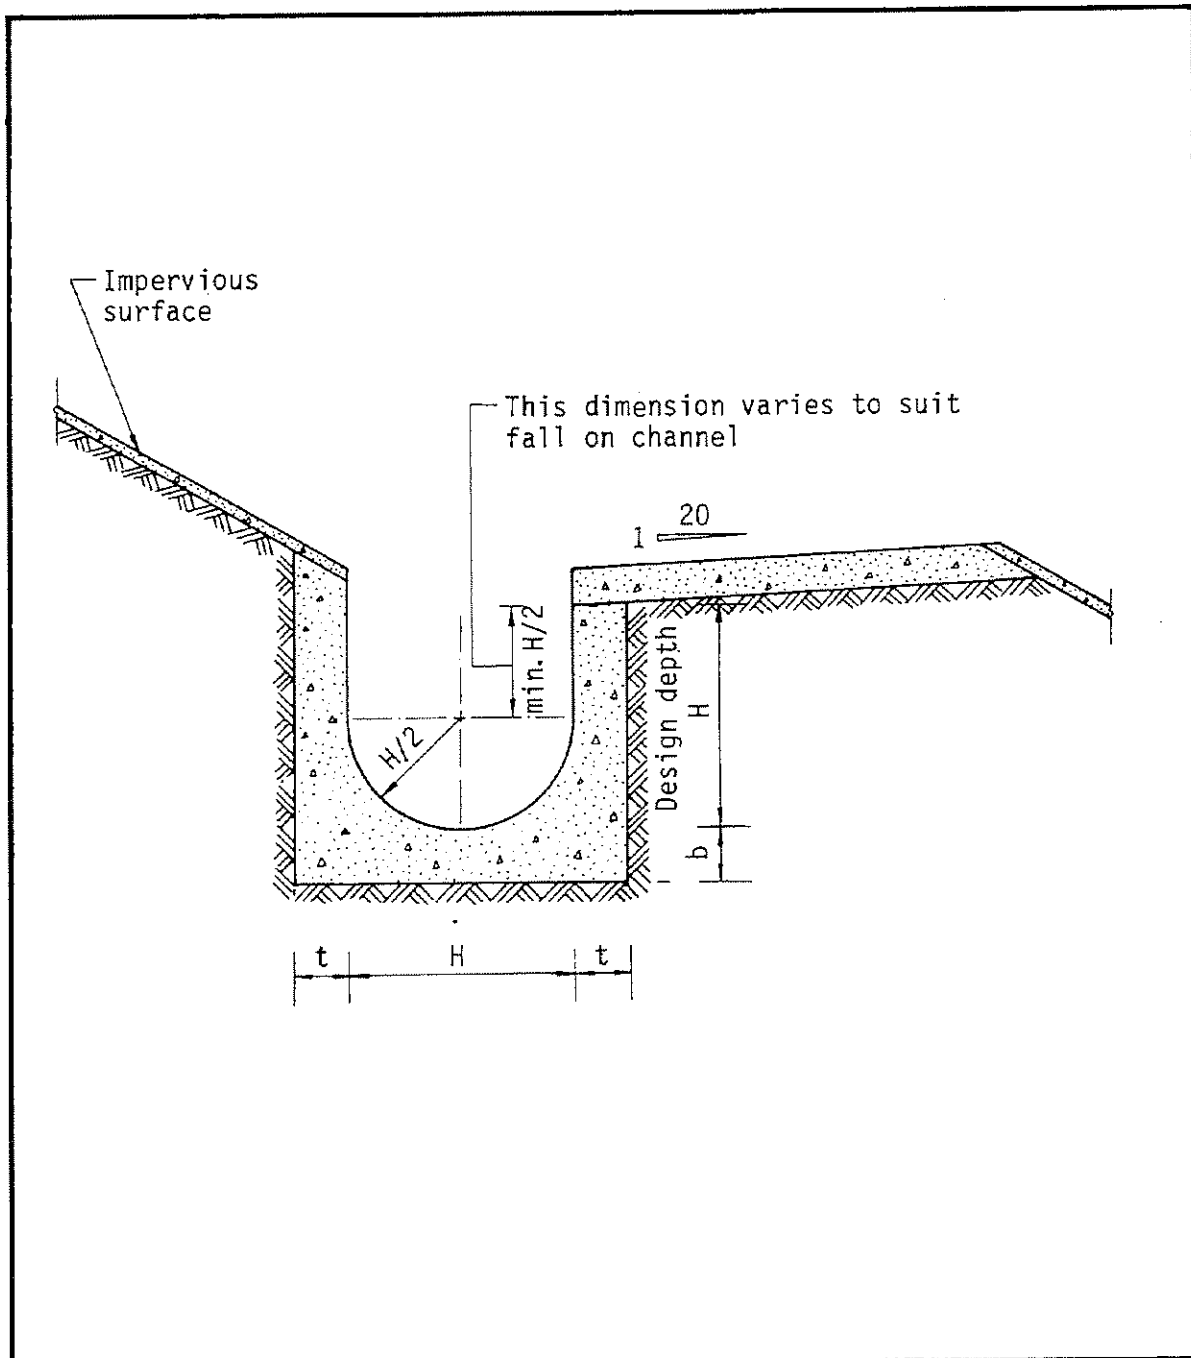 Impervious
surface
This dimension varies to suit
fall on channel
20
1
min. H/2
H/2
Design depth
H
b
t
H
t